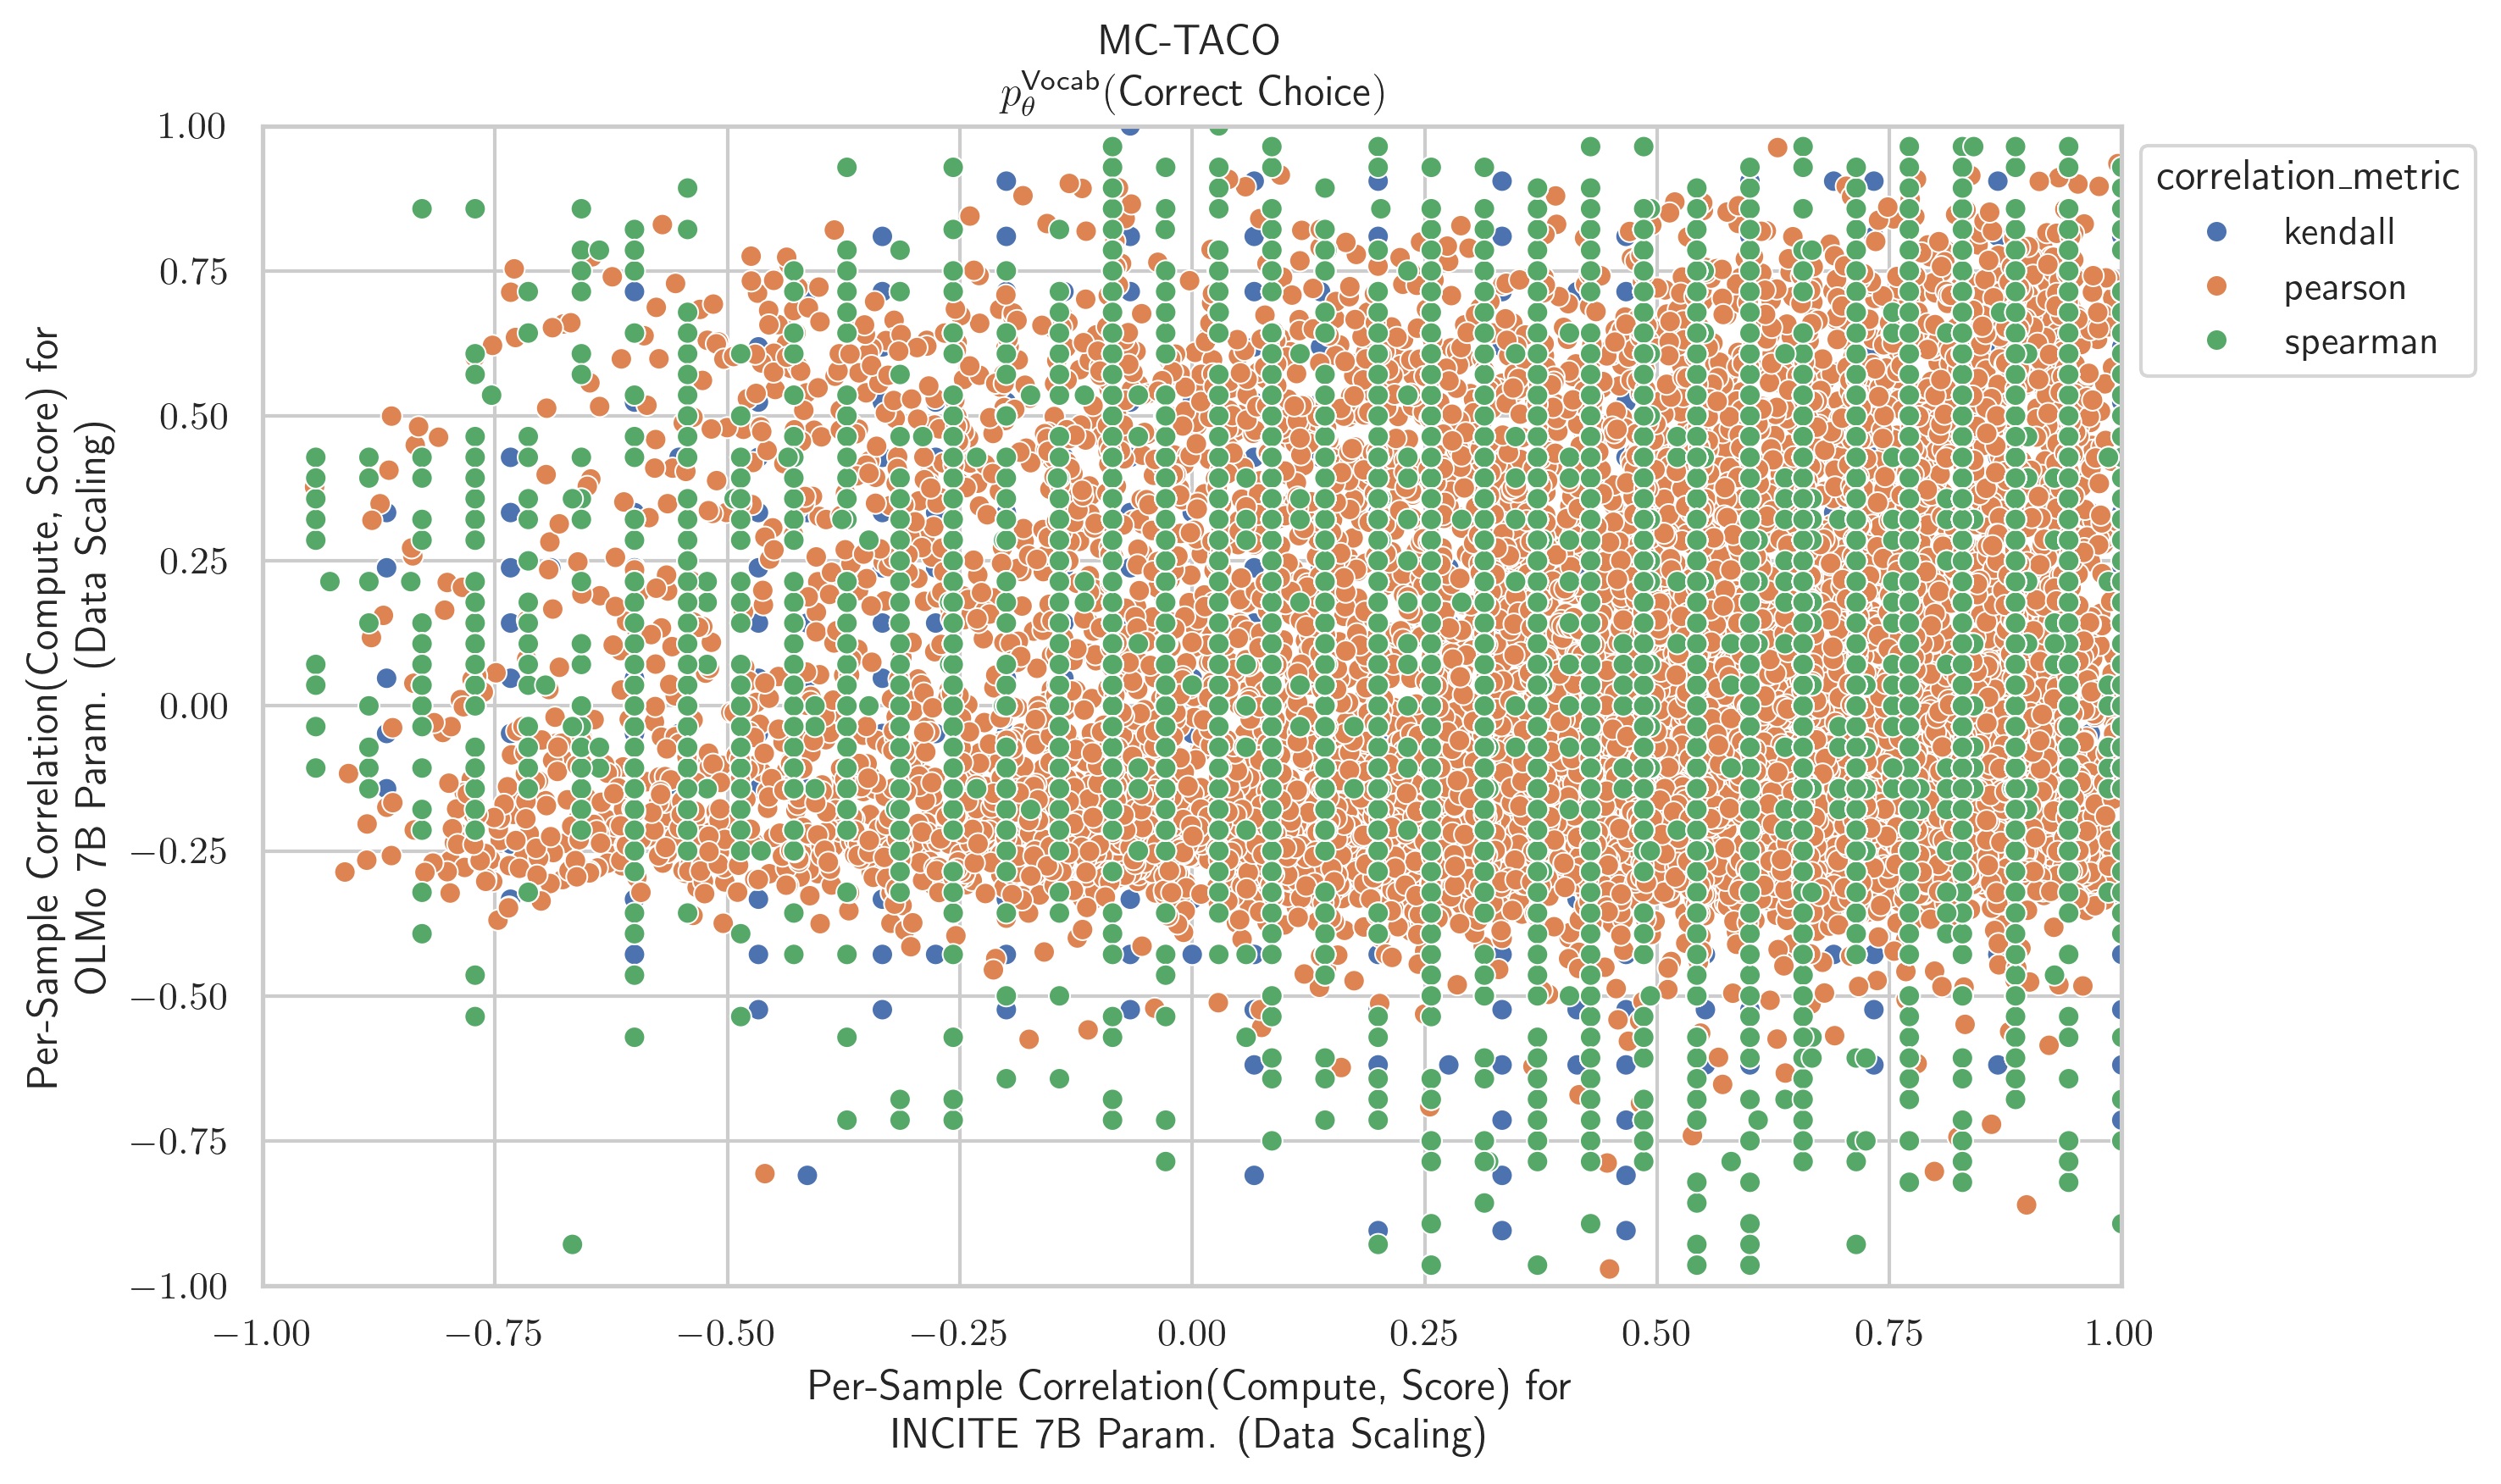 MC-TACO
p_θ^Vocab(Correct Choice)
1.00
0.75
0.50
0.25
0.00
−0.25
−0.50
−0.75
−1.00
Per-Sample Correlation(Compute, Score) for
OLMo 7B Param. (Data Scaling)
−1.00 −0.75 −0.50 −0.25 0.00 0.25 0.50 0.75 1.00
Per-Sample Correlation(Compute, Score) for
INCITE 7B Param. (Data Scaling)
correlation_metric
kendall
pearson
spearman